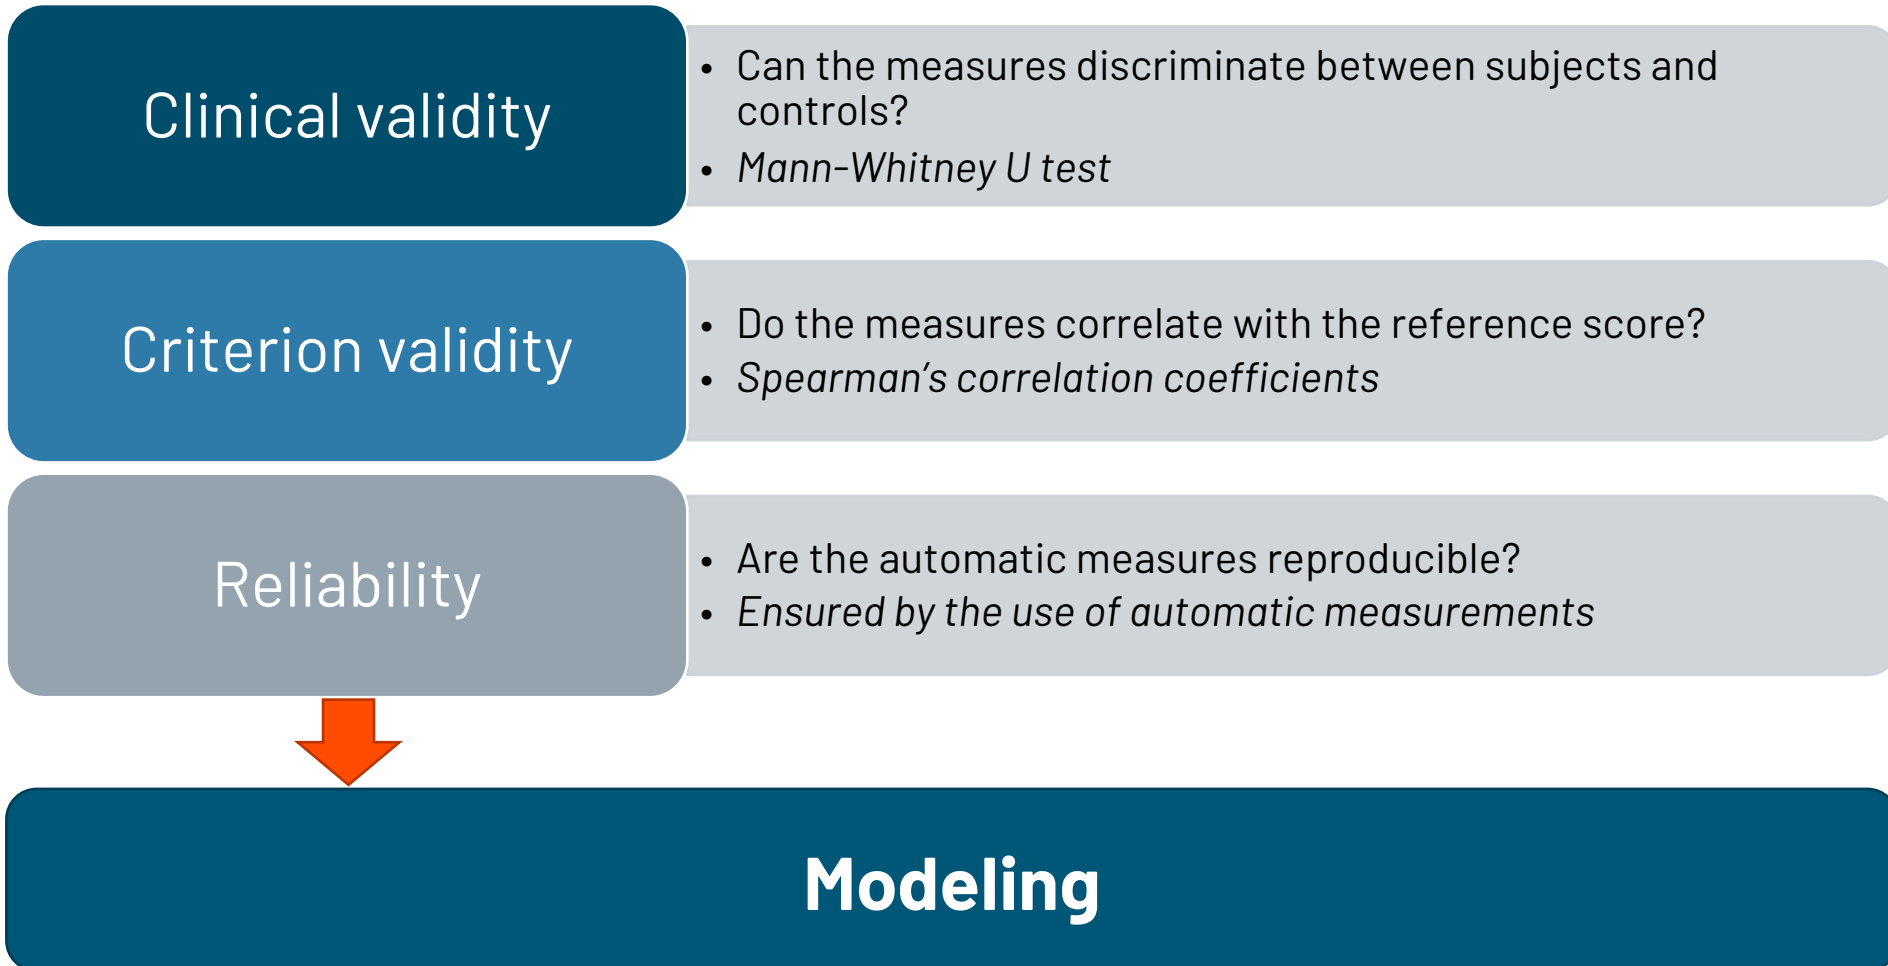 Clinical validity
• Can the measures discriminate between subjects and
controls?
• Mann-Whitney U test
Criterion validity
• Do the measures correlate with the reference score?
• Spearman’s correlation coefficients
Reliability
• Are the automatic measures reproducible?
• Ensured by the use of automatic measurements
Modeling